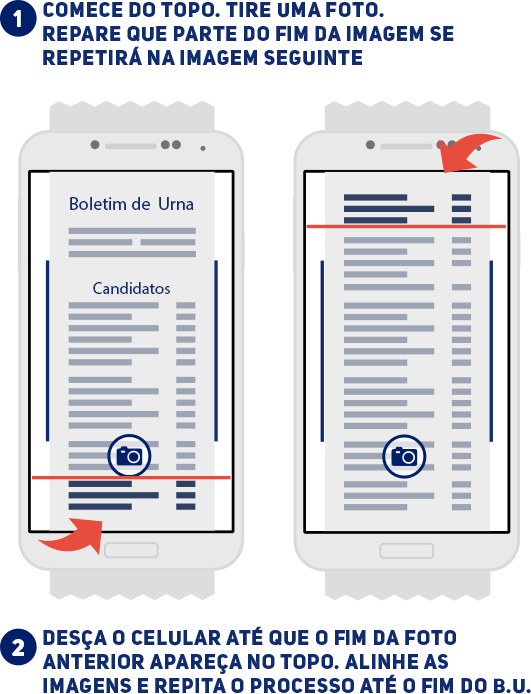 1 COMECE DO TOPO. TIRE UMA FOTO.
REPARE QUE PARTE DO FIM DA IMAGEM SE
REPETIRÁ NA IMAGEM SEGUINTE
Boletim de Urna
Candidatos
2 DESÇA O CELULAR ATÉ QUE O FIM DA FOTO
ANTERIOR APAREÇA NO TOPO. ALINHE AS
IMAGENS E REPITA O PROCESSO ATÉ O FIM DO B.U.